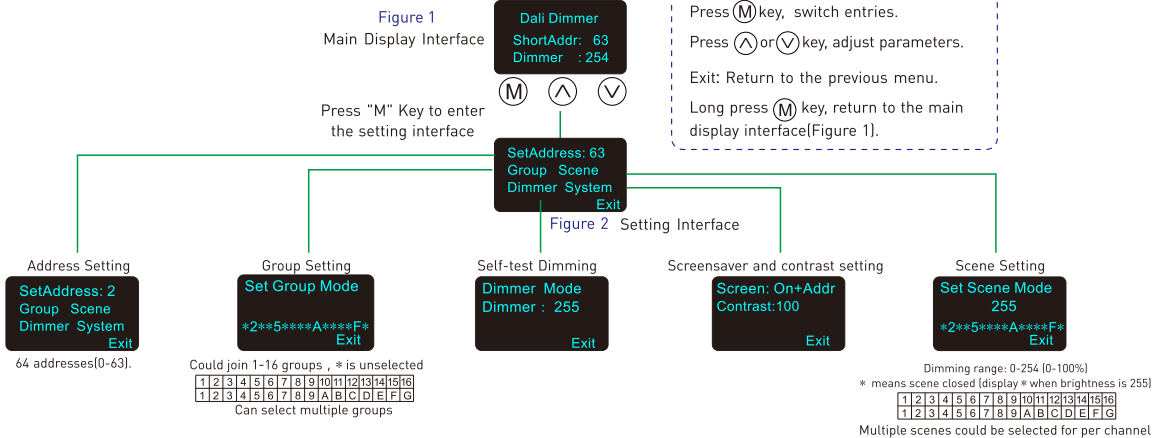 Figure 1
Main Display Interface
Dali Dimmer
ShortAddr: 63
Dimmer : 254
M
Press M key, switch entries.
Press or key, adjust parameters.
Exit: Return to the previous menu.
Long press M key, return to the main
display interface(Figure 1).
Press "M" Key to enter
the setting interface
SetAddress: 63
Group Scene
Dimmer System
Exit
Figure 2 Setting Interface
Address Setting
SetAddress: 2
Group Scene
Dimmer System
Exit
64 addresses(0-63).
Group Setting
Set Group Mode
*2**5****A****F*
Exit
Could join 1-16 groups , * is unselected
1 2 3 4 5 6 7 8 9 10 11 12 13 14 15 16
1 2 3 4 5 6 7 8 9 A B C D E F G
Can select multiple groups
Self-test Dimming
Dimmer Mode
Dimmer : 255
Exit
Screensaver and contrast setting
Screen: On+Addr
Contrast:100
Exit
Scene Setting
Set Scene Mode
255
*2**5****A****F*
Exit
Dimming range: 0-254 (0-100%)
* means scene closed (display * when brightness is 255)
1 2 3 4 5 6 7 8 9 10 11 12 13 14 15 16
1 2 3 4 5 6 7 8 9 A B C D E F G
Multiple scenes could be selected for per channel